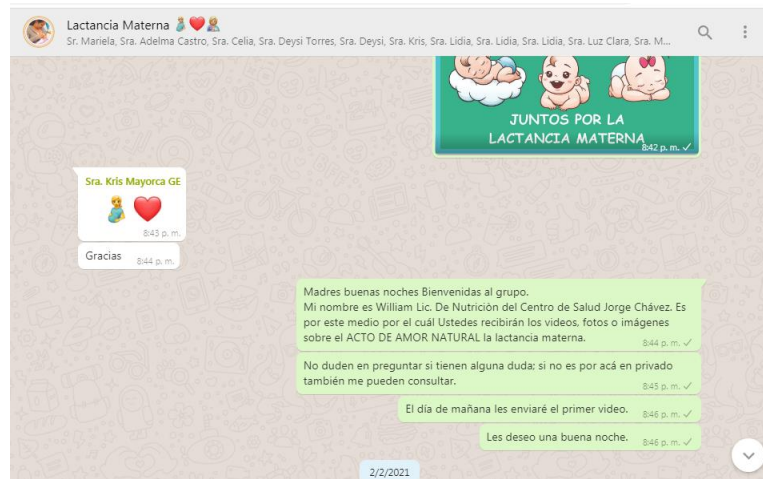 Lactancia Materna
Sr. Mariela, Sra. Adelma Castro, Sra. Celia, Sra. Deysi Torres, Sra. Deysi, Sra. Kris, Sra. Lidia, Sra. Lidia, Sra. Lidia, Sra. Luz Clara, Sra. M...
JUNTOS POR LA
LACTANCIA MATERNA
8:42 p. m.
Sra. Kris Mayorca GE
8:43 p. m.
Gracias
8:44 p. m.
Madres buenas noches Bienvenidas al grupo.
Mi nombre es William Lic. De Nutrición del Centro de Salud Jorge Chávez. Es
por este medio por el cuál Ustedes recibirán los videos, fotos o imágenes
sobre el ACTO DE AMOR NATURAL la lactancia materna.
8:44 p. m.
No duden en preguntar si tienen alguna duda; si no es por acá en privado
también me pueden consultar.
8:45 p. m.
El día de mañana les enviaré el primer video.
8:46 p. m.
Les deseo una buena noche.
8:46 p. m.
2/2/2021